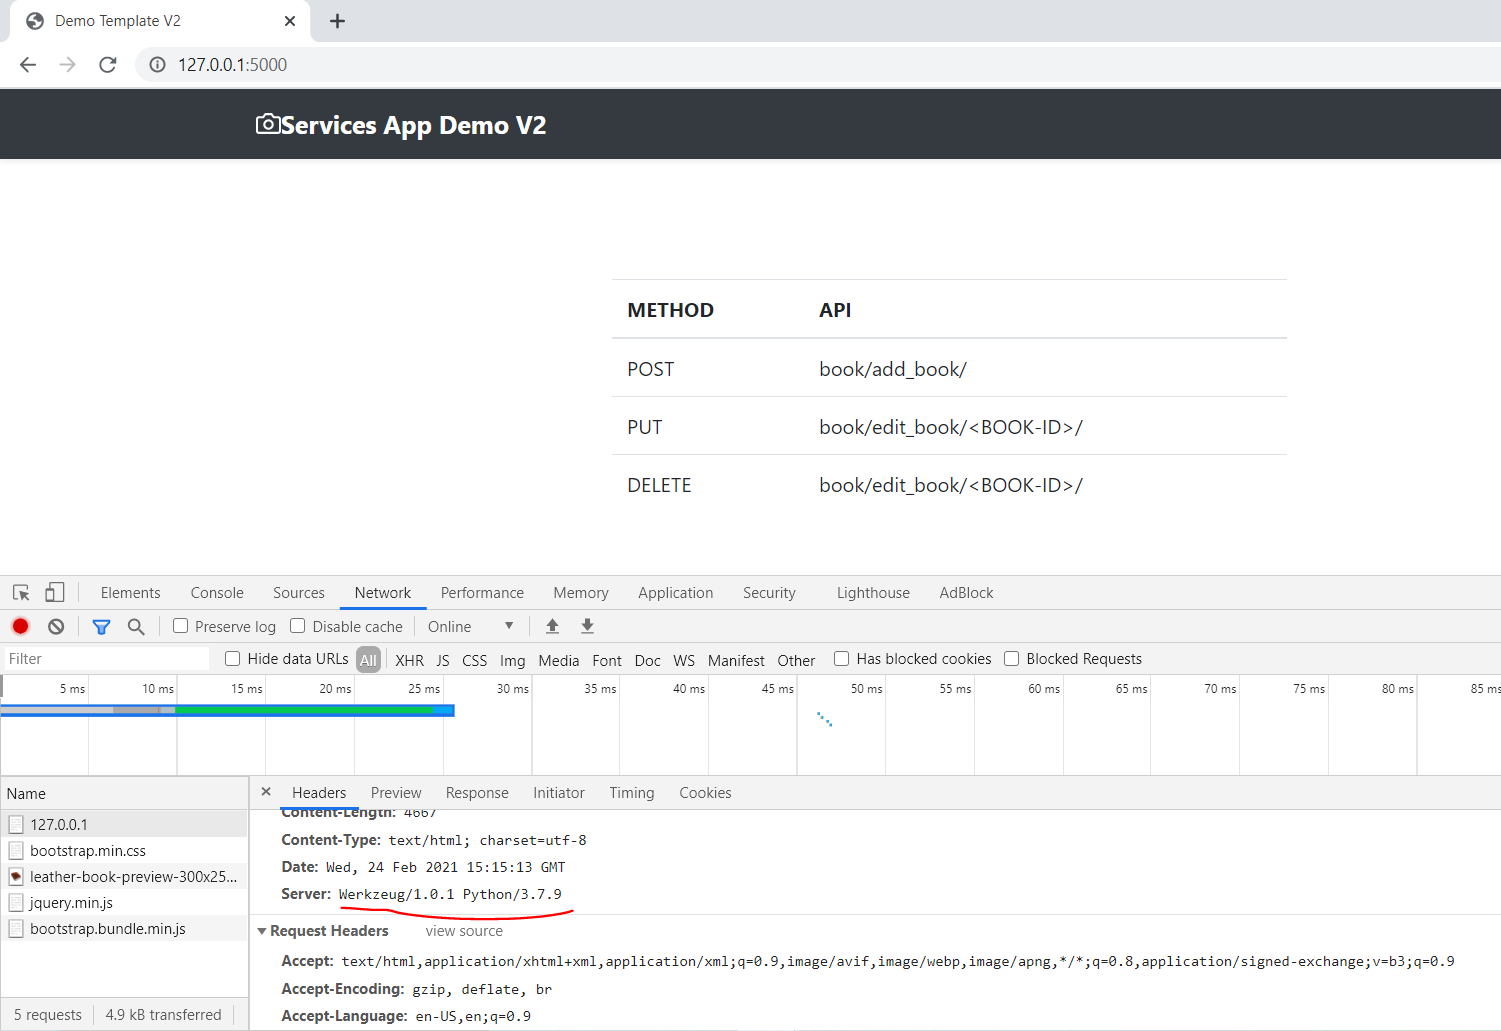 Demo Template V2
127.0.0.1:5000
Services App Demo V2
METHOD API
POST book/add_book/
PUT book/edit_book/<BOOK-ID>/
DELETE book/edit_book/<BOOK-ID>/
Elements Console Sources Network Performance Memory Application Security Lighthouse AdBlock
Preserve log Disable cache Online
Filter Hide data URLs All XHR JS CSS Img Media Font Doc WS Manifest Other Has blocked cookies Blocked Requests
5 ms 10 ms 15 ms 20 ms 25 ms 30 ms 35 ms 40 ms 45 ms 50 ms 55 ms 60 ms 65 ms 70 ms 75 ms 80 ms 85 ms
Name
127.0.0.1
bootstrap.min.css
leather-book-preview-300x25...
jquery.min.js
bootstrap.bundle.min.js
5 requests 4.9 kB transferred
Headers Preview Response Initiator Timing Cookies
Content-Length: 4667
Content-Type: text/html; charset=utf-8
Date: Wed, 24 Feb 2021 15:15:13 GMT
Server: Werkzeug/1.0.1 Python/3.7.9
Request Headers view source
Accept: text/html,application/xhtml+xml,application/xml;q=0.9,image/avif,image/webp,image/apng,*/*;q=0.8,application/signed-exchange;v=b3;q=0.9
Accept-Encoding: gzip, deflate, br
Accept-Language: en-US,en;q=0.9